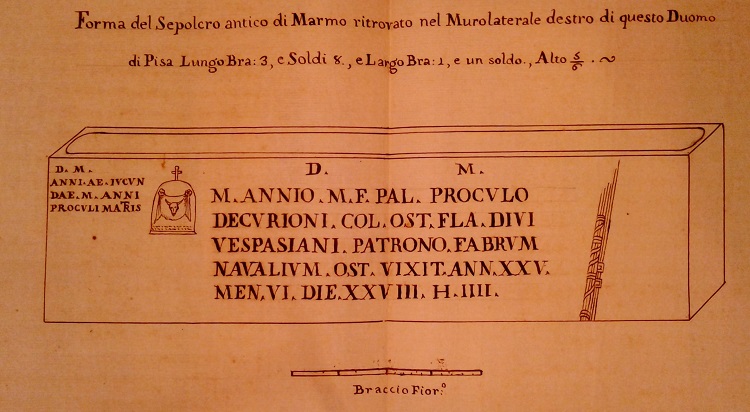 Forma del Sepolcro antico di Marmo ritrovato nel Muro laterale destro di questo Duomo
di Pisa Lungo Bra: 3, e Soldi 8., e Largo Bra: 1, e un soldo., Alto 5/6 .
D. M.
ANNI. AE. IVCVN
DAE. M. ANNI
PROCVLI MATRIS
D. M.
M. ANNIO. M. F. PAL. PROCVLO
DECVRIONI. COL. OST. FLA. DIVI
VESPASIANI. PATRONO. FABRVM
NAVALIVM. OST. VIXIT. ANN. XXV.
MEN. VI. DIE. XXVIII. H. IIII.
Braccio Fior:º